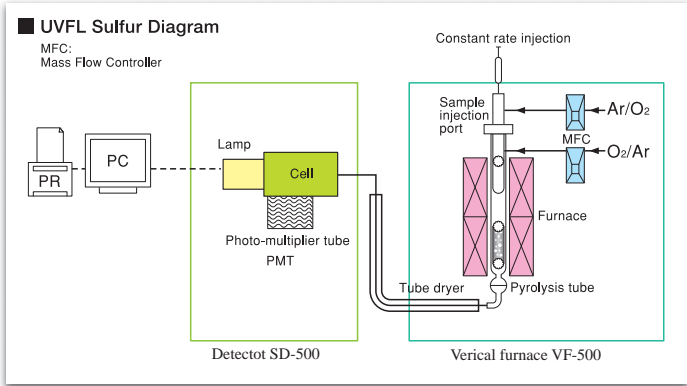 UVFL Sulfur Diagram
MFC:
Mass Flow Controller
Constant rate injection
Sample
injection
port
Ar/O₂
MFC
O₂/Ar
PC
PR
Lamp
Cell
Furnace
Photo-multiplier tube
PMT
Tube dryer
Pyrolysis tube
Detectot SD-500
Verical furnace VF-500